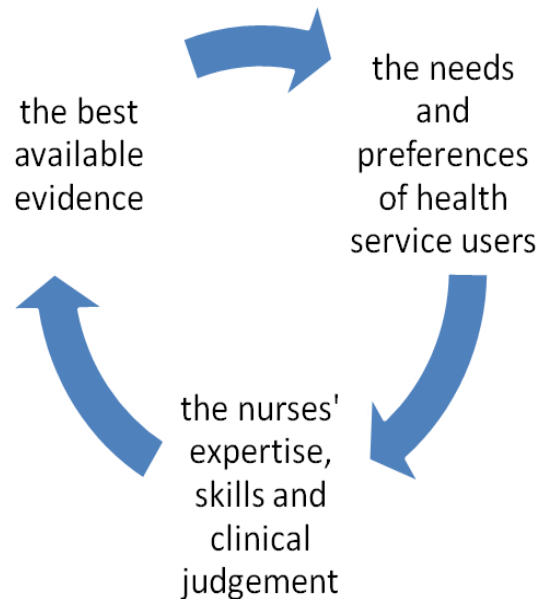 the best
available
evidence
the needs
and
preferences
of health
service users
the nurses'
expertise,
skills and
clinical
judgement